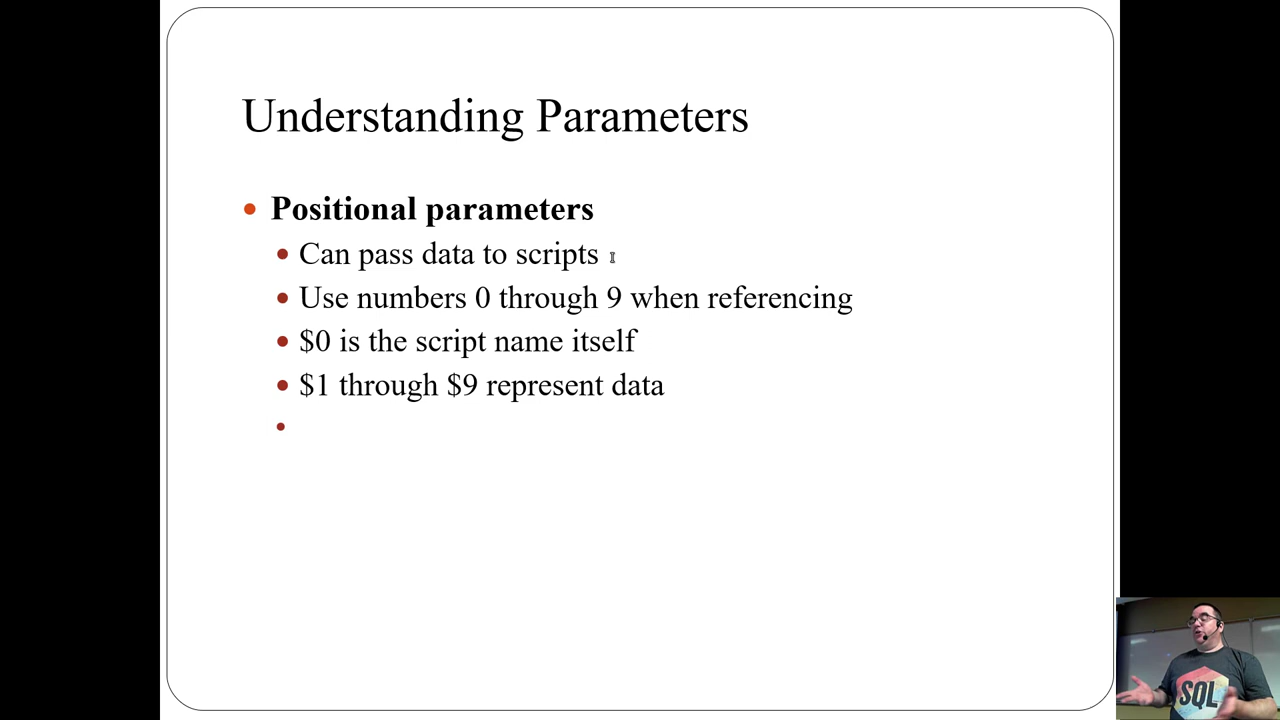 Understanding Parameters
Positional parameters
Can pass data to scripts
Use numbers 0 through 9 when referencing
$0 is the script name itself
$1 through $9 represent data
SQL